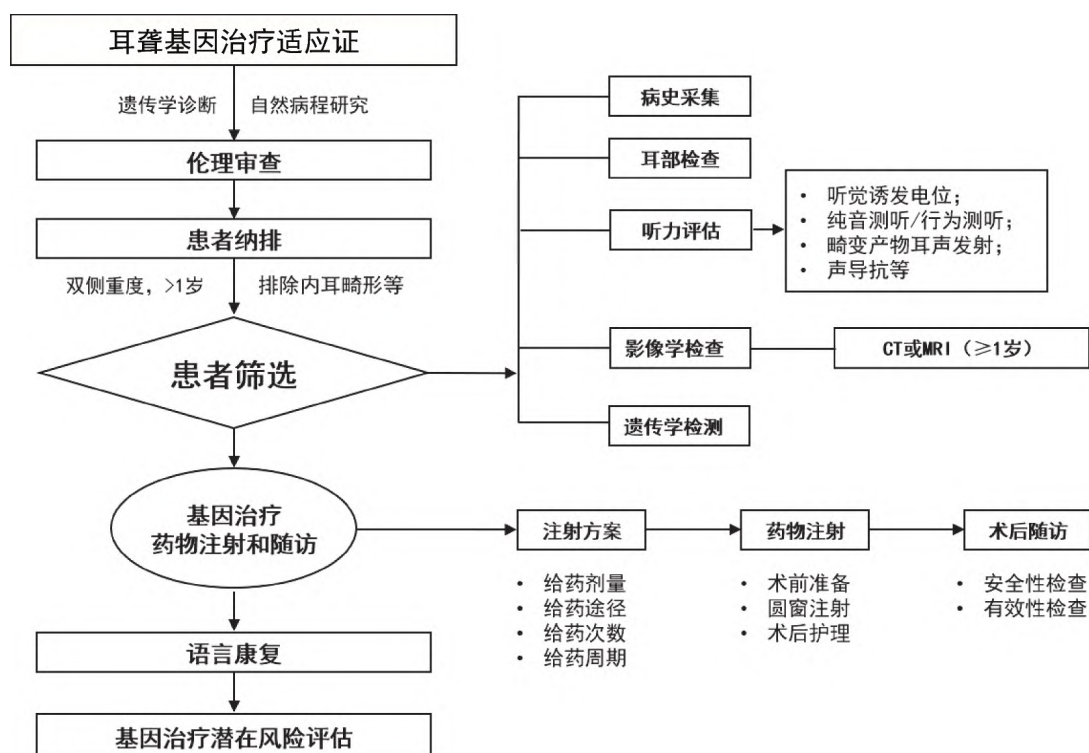 耳聋基因治疗适应证
遗传学诊断
自然病程研究
伦理审查
患者纳排
双侧重度，>1岁
排除内耳畸形等
患者筛选
病史采集
耳部检查
听力评估
• 听觉诱发电位；
• 纯音测听/行为测听；
• 畸变产物耳声发射；
• 声导抗等
影像学检查
CT或MRI（≥1岁）
遗传学检测
基因治疗
药物注射和随访
注射方案
• 给药剂量
• 给药途径
• 给药次数
• 给药周期
药物注射
• 术前准备
• 圆窗注射
• 术后护理
术后随访
• 安全性检查
• 有效性检查
语言康复
基因治疗潜在风险评估